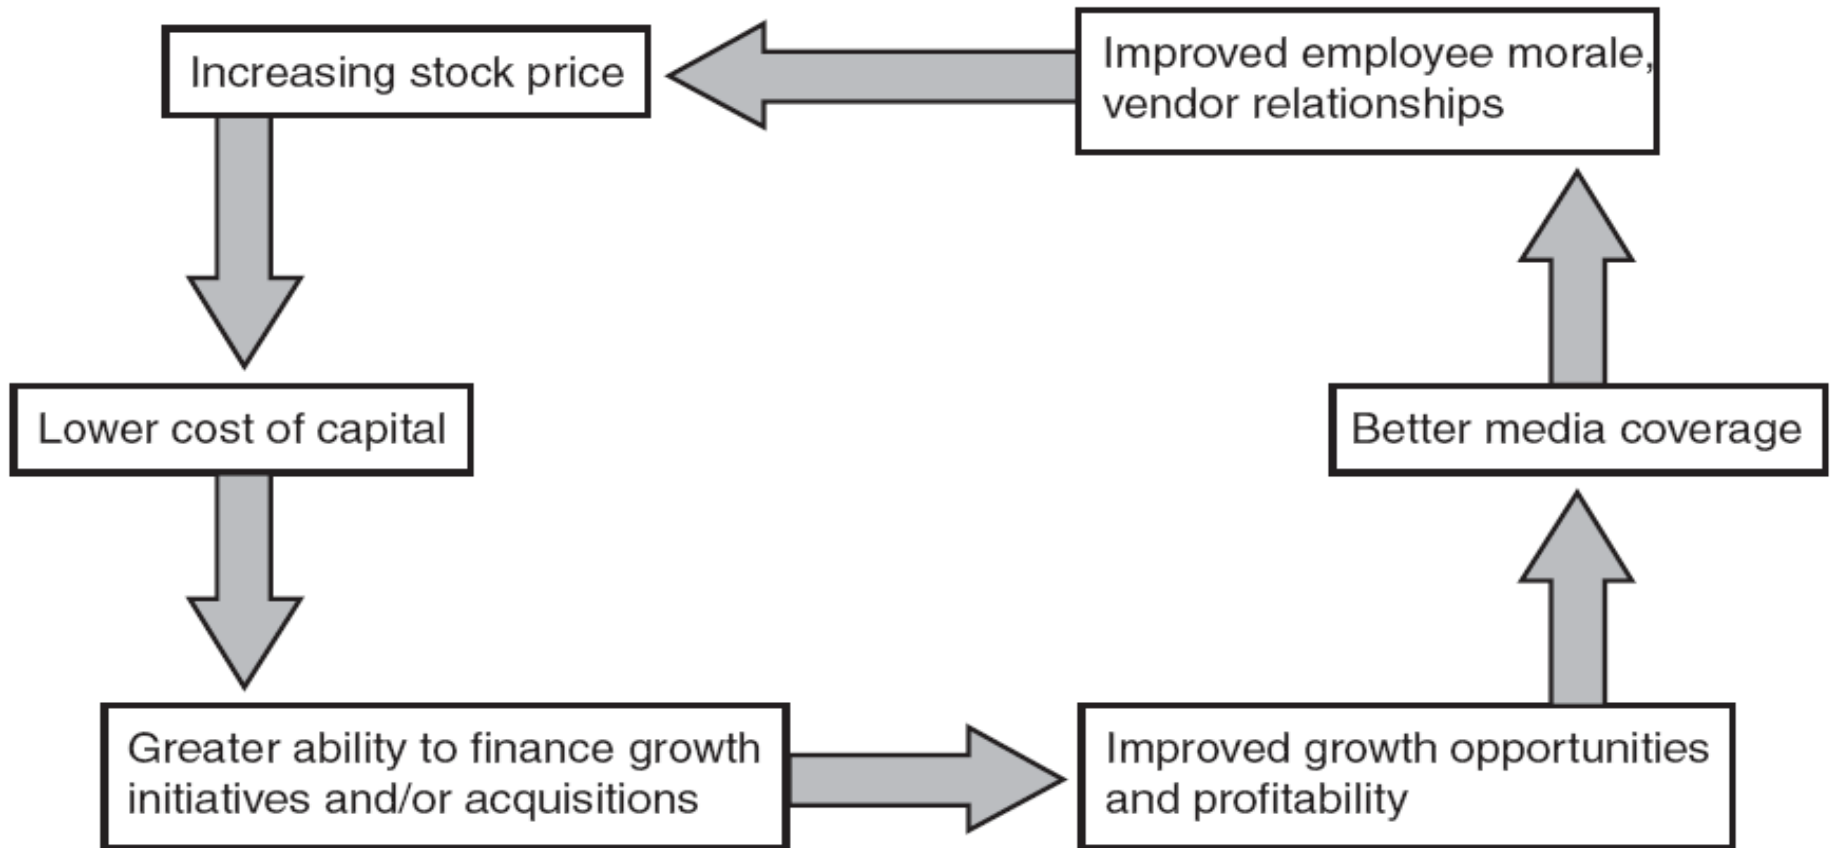 Increasing stock price
Improved employee morale,
vendor relationships
Lower cost of capital
Better media coverage
Greater ability to finance growth
initiatives and/or acquisitions
Improved growth opportunities
and profitability